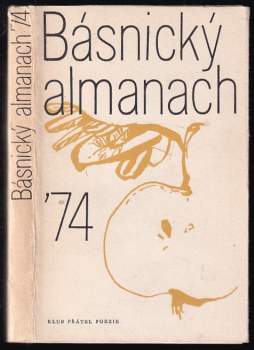 Básnický almanach '74
Básnický
almanach
'74
KLUB PŘÁTEL POEZIE